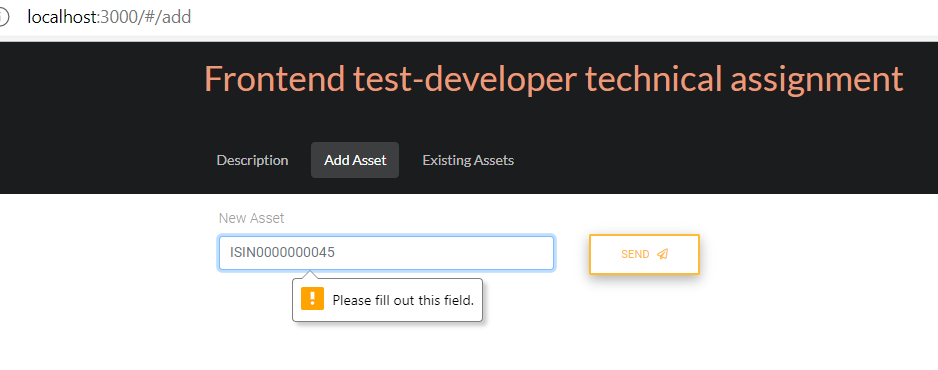 localhost:3000/#/add
Frontend test-developer technical assignment
Description Add Asset Existing Assets
New Asset
ISIN0000000045 SEND
Please fill out this field.